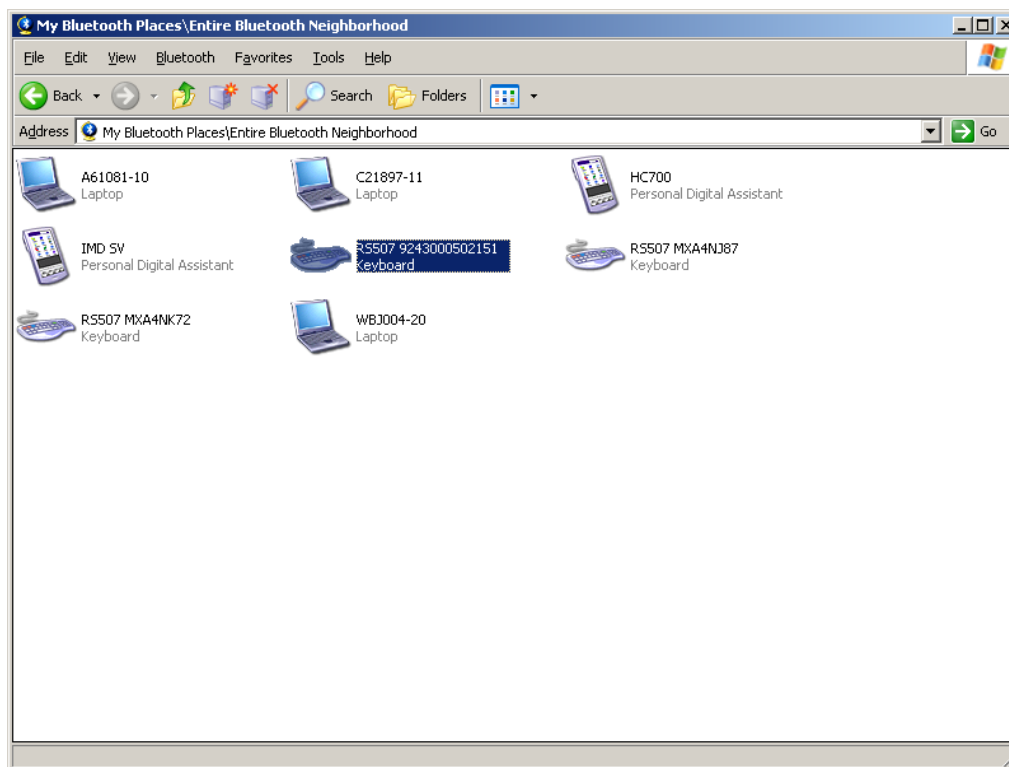 My Bluetooth Places\Entire Bluetooth Neighborhood
File Edit View Bluetooth Favorites Tools Help
Back Search Folders
Address My Bluetooth Places\Entire Bluetooth Neighborhood Go
A61081-10
Laptop
C21897-11
Laptop
HC700
Personal Digital Assistant
IMD SV
Personal Digital Assistant
RS507 9243000502151
Keyboard
RS507 MXA4NJ87
Keyboard
RS507 MXA4NK72
Keyboard
WBJ004-20
Laptop